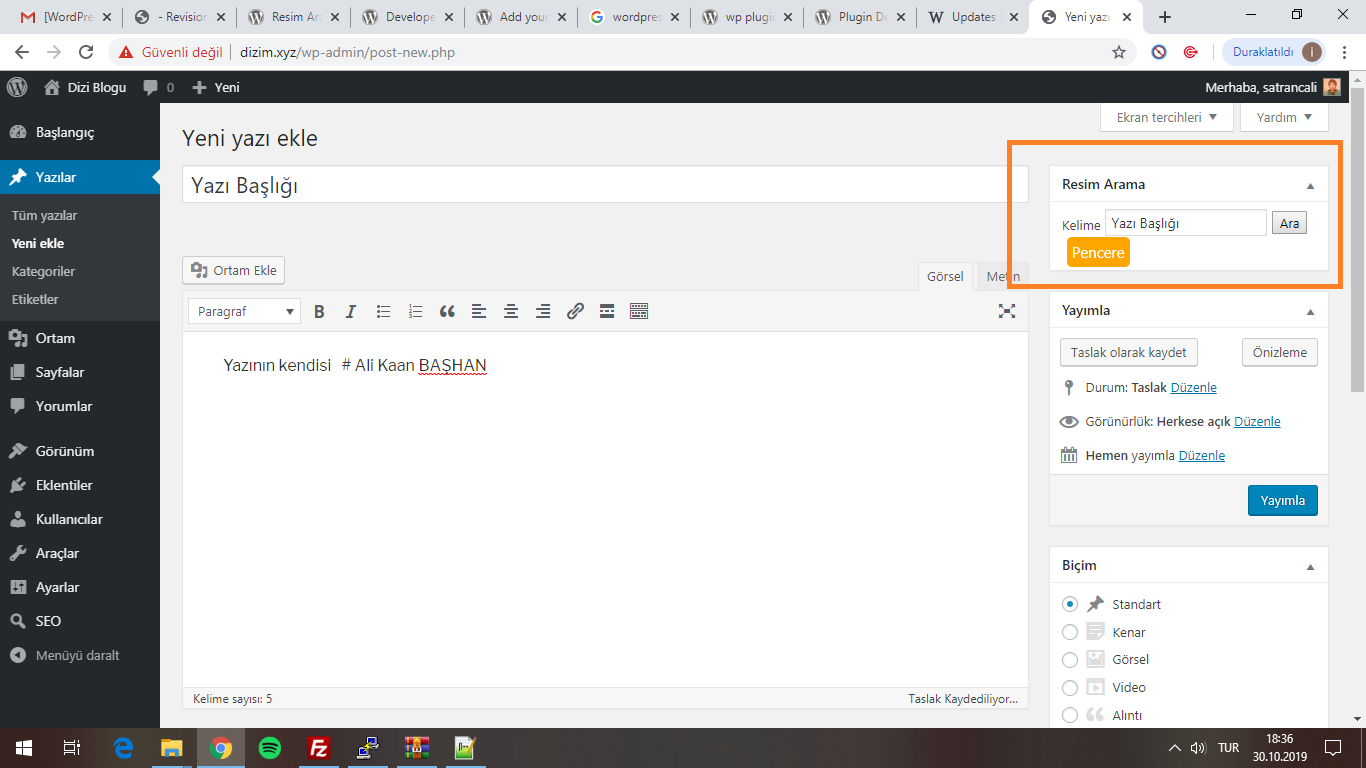 [WordPre
- Revision
Resim Ara
Develope
Add your
wordpres
wp plugin
Plugin De
Updates
Yeni yazı
Güvenli değil
dizim.xyz/wp-admin/post-new.php
Duraklatıldı
i
Dizi Blogu
0
Yeni
Merhaba, satrancali
Başlangıç
Yazılar
Tüm yazılar
Yeni ekle
Kategoriler
Etiketler
Ortam
Sayfalar
Yorumlar
Görünüm
Eklentiler
Kullanıcılar
Araçlar
Ayarlar
SEO
Menüyü daralt
Ekran tercihleri
Yardım
Yeni yazı ekle
Yazı Başlığı
Ortam Ekle
Görsel
Metin
Paragraf
B I
Yazının kendisi # Ali Kaan BAŞHAN
Kelime sayısı: 5
Taslak Kaydediliyor...
Resim Arama
Kelime Yazı Başlığı Ara
Pencere
Yayımla
Taslak olarak kaydet
Önizleme
Durum: Taslak Düzenle
Görünürlük: Herkese açık Düzenle
Hemen yayımla Düzenle
Yayımla
Biçim
Standart
Kenar
Görsel
Video
Alıntı
TUR
18:36
30.10.2019